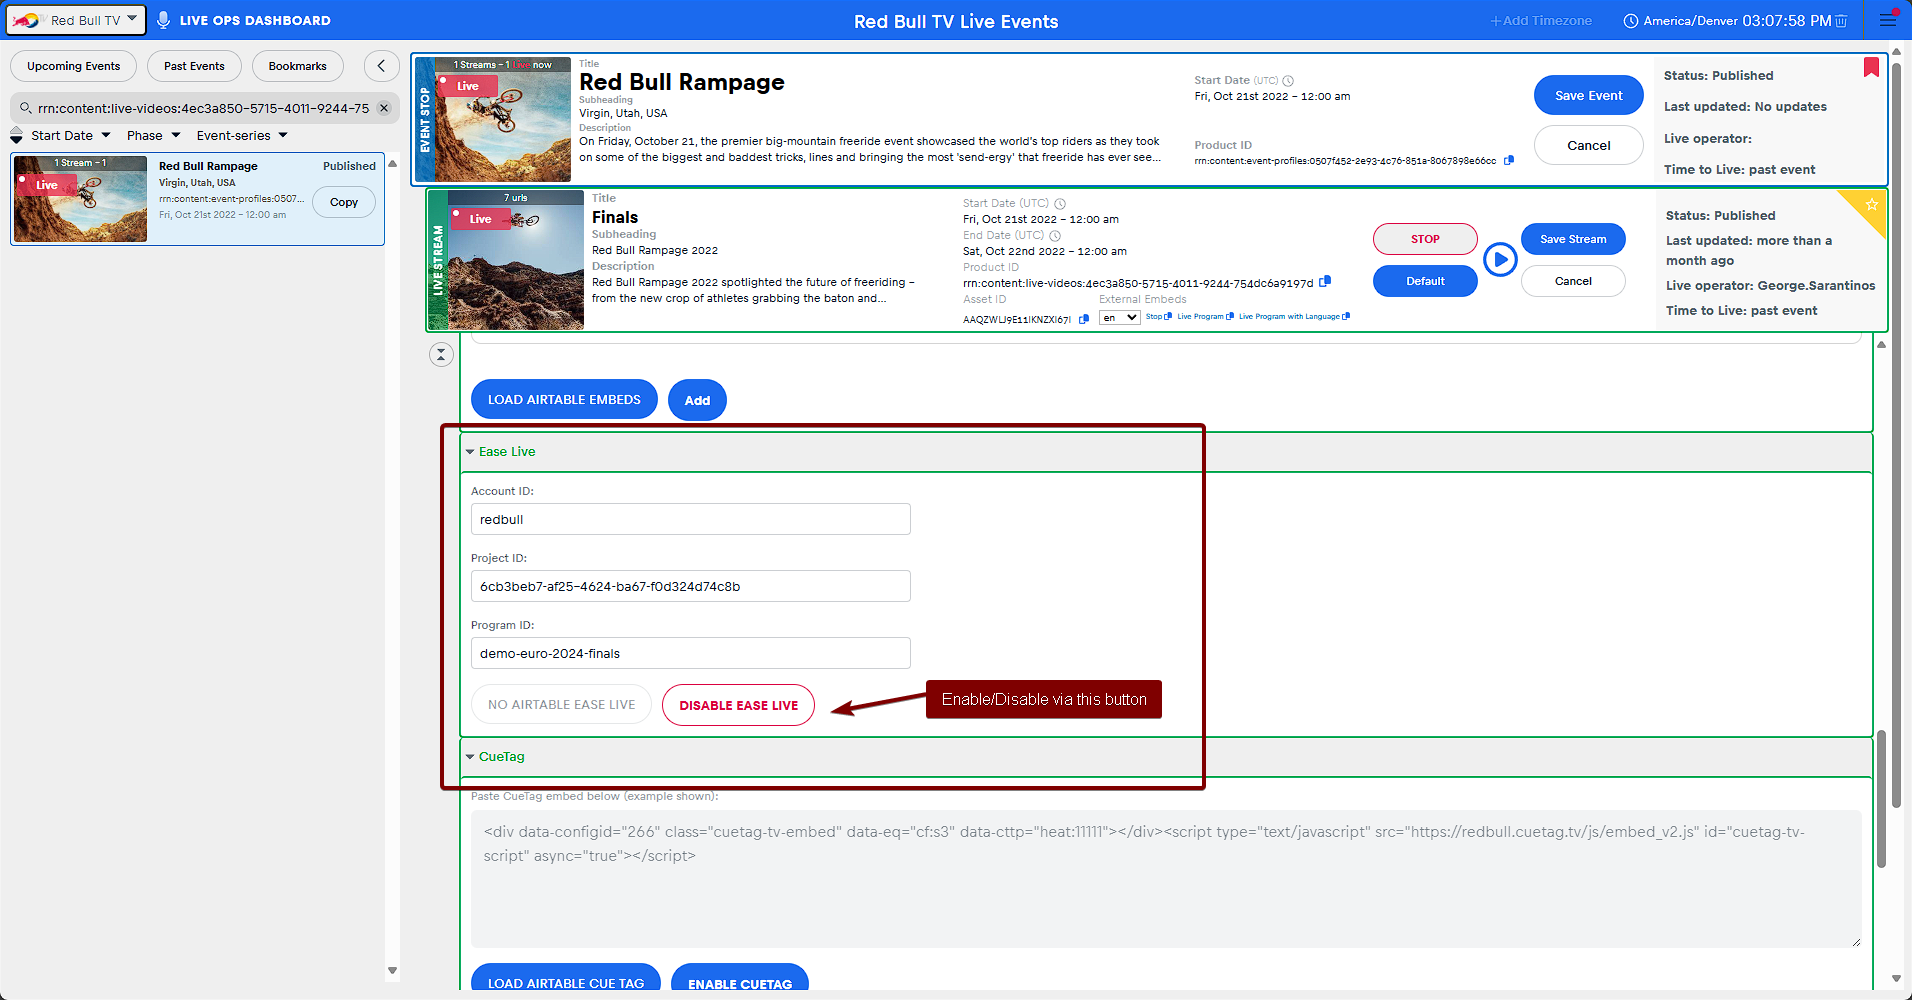 Red Bull TV
LIVE OPS DASHBOARD
Red Bull TV Live Events
+Add Timezone
America/Denver 03:07:58 PM
Upcoming Events
Past Events
Bookmarks
rrn:content:live-videos:4ec3a850-5715-4011-9244-75
Start Date
Phase
Event-series
1 Stream - 1
Live
Red Bull Rampage
Published
Virgin, Utah, USA
rrn:content:event-profiles:0507...
Fri, Oct 21st 2022 - 12:00 am
Copy
EVENT STOP
1 Streams - 1 Live now
Live
Title
Red Bull Rampage
Subheading
Virgin, Utah, USA
Description
On Friday, October 21, the premier big-mountain freeride event showcased the world's top riders as they took
on some of the biggest and baddest tricks, lines and bringing the most 'send-ergy' that freeride has ever see...
Start Date (UTC)
Fri, Oct 21st 2022 - 12:00 am
Product ID
rrn:content:event-profiles:0507f452-2e93-4c76-851a-8067898e66cc
Save Event
Cancel
Status: Published
Last updated: No updates
Live operator:
Time to Live: past event
LIVE STREAM
7 urls
Live
Title
Finals
Subheading
Red Bull Rampage 2022
Description
Red Bull Rampage 2022 spotlighted the future of freeriding -
from the new crop of athletes grabbing the baton and...
Start Date (UTC)
Fri, Oct 21st 2022 - 12:00 am
End Date (UTC)
Sat, Oct 22nd 2022 - 12:00 am
Product ID
rrn:content:live-videos:4ec3a850-5715-4011-9244-754dc6a9197d
Asset ID
External Embeds
en
Stop
Live Program
Live Program with Language
STOP
Default
Save Stream
Cancel
Status: Published
Last updated: more than a
month ago
Live operator: George.Sarantinos
Time to Live: past event
LOAD AIRTABLE EMBEDS
Add
Ease Live
Account ID:
redbull
Project ID:
6cb3beb7-af25-4624-ba67-f0d324d74c8b
Program ID:
demo-euro-2024-finals
NO AIRTABLE EASE LIVE
DISABLE EASE LIVE
Enable/Disable via this button
CueTag
Paste CueTag embed below (example shown):
<div data-configid="266" class="cuetag-tv-embed" data-eq="cf:s3" data-cttp="heat:11111"></div><script type="text/javascript" src="https://redbull.cuetag.tv/js/embed_v2.js" id="cuetag-tv-
script" async="true"></script>
LOAD AIRTABLE CUE TAG
ENABLE CUETAG